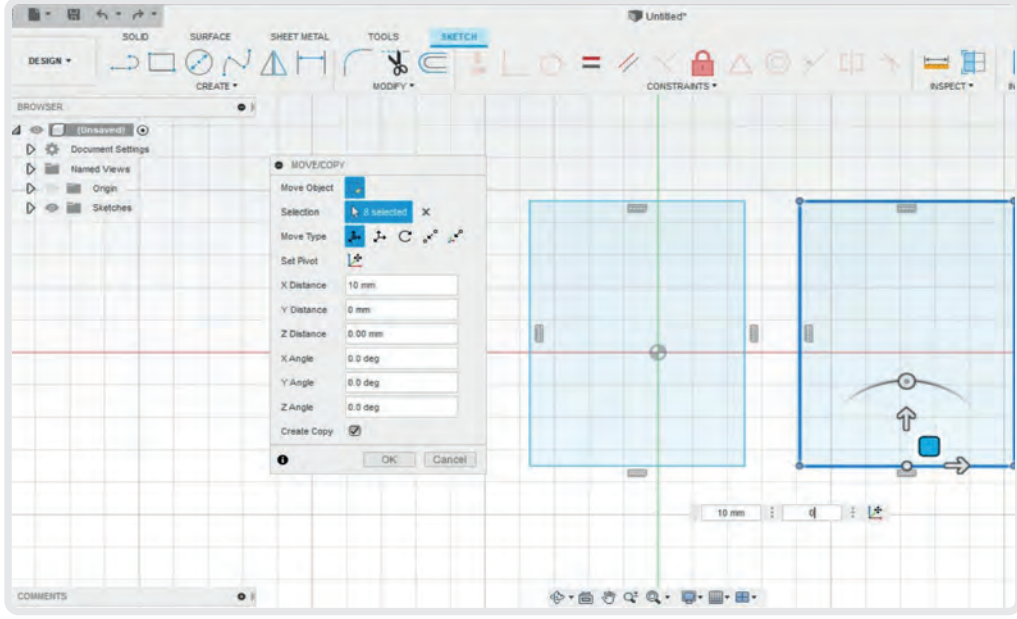 Untitled*
SOLID SURFACE SHEET METAL TOOLS SKETCH
DESIGN
CREATE MODIFY CONSTRAINTS INSPECT IN
BROWSER
(Unsaved)
Document Settings
Named Views
Origin
Sketches
MOVE/COPY
Move Object
Selection 8 selected
Move Type
Set Pivot
X Distance 10 mm
Y Distance 0 mm
Z Distance 0.00 mm
X Angle 0.0 deg
Y Angle 0.0 deg
Z Angle 0.0 deg
Create Copy
OK Cancel
10 mm 0
COMMENTS